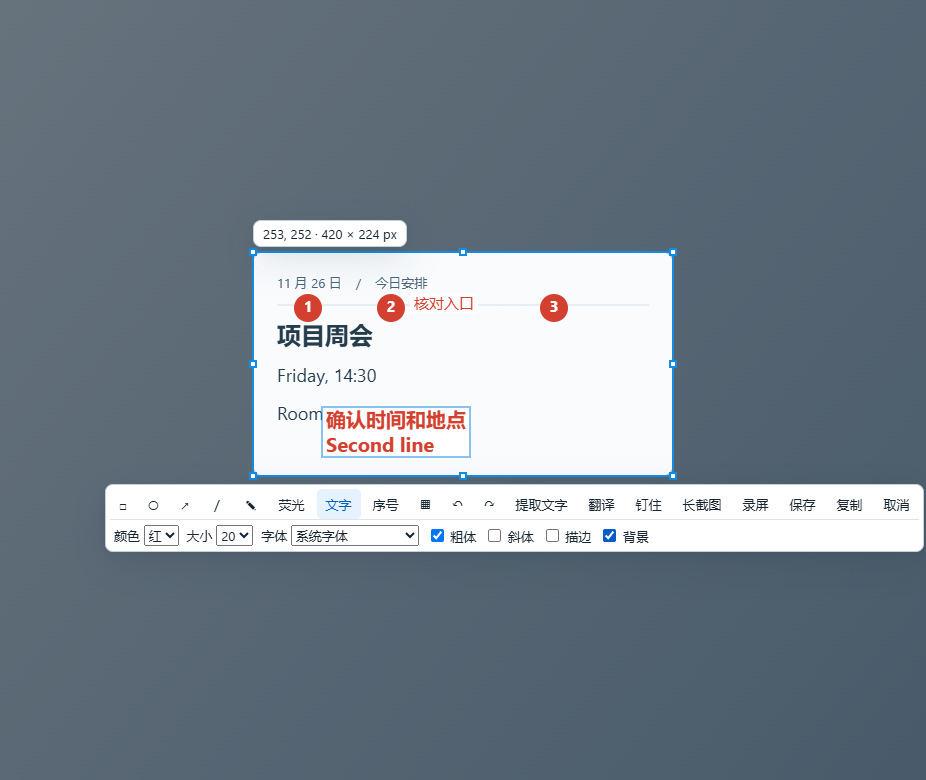 253, 252 · 420 × 224 px
11 月 26 日 / 今日安排
1 2 核对入口 3
项目周会
Friday, 14:30
Room
确认时间和地点
Second line
荧光 文字 序号 提取文字 翻译 钉住 长截图 录屏 保存 复制 取消
颜色 红 大小 20 字体 系统字体 粗体 斜体 描边 背景